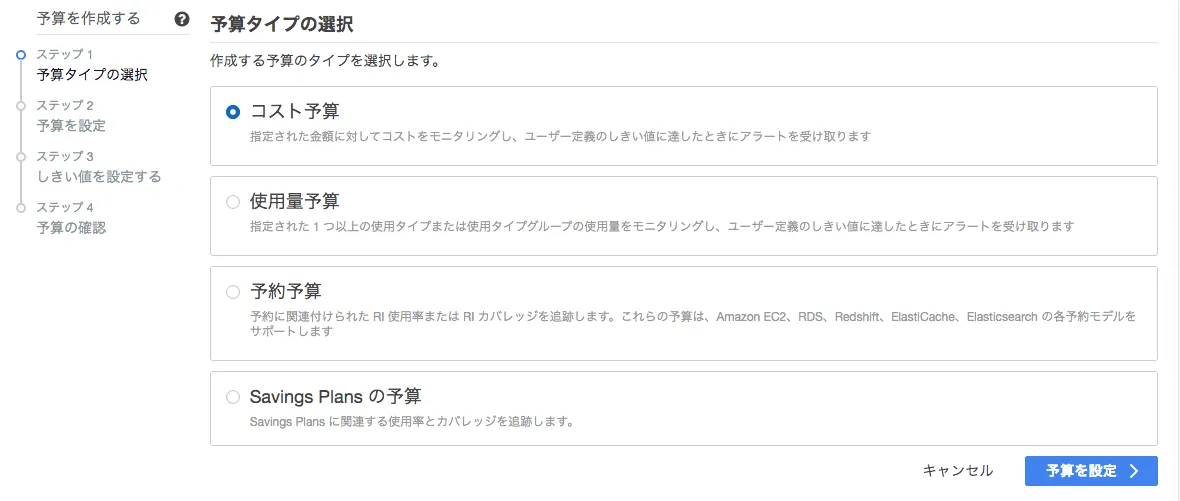 予算を作成する ?
ステップ 1
予算タイプの選択
ステップ 2
予算を設定
ステップ 3
しきい値を設定する
ステップ 4
予算の確認
予算タイプの選択
作成する予算のタイプを選択します。
コスト予算
指定された金額に対してコストをモニタリングし、ユーザー定義のしきい値に達したときにアラートを受け取ります
使用量予算
指定された 1 つ以上の使用タイプまたは使用タイプグループの使用量をモニタリングし、ユーザー定義のしきい値に達したときにアラートを受け取ります
予約予算
予約に関連付けられた RI 使用率または RI カバレッジを追跡します。これらの予算は、Amazon EC2、RDS、Redshift、ElastiCache、Elasticsearch の各予約モデルを
サポートします
Savings Plans の予算
Savings Plans に関連する使用率とカバレッジを追跡します。
キャンセル
予算を設定